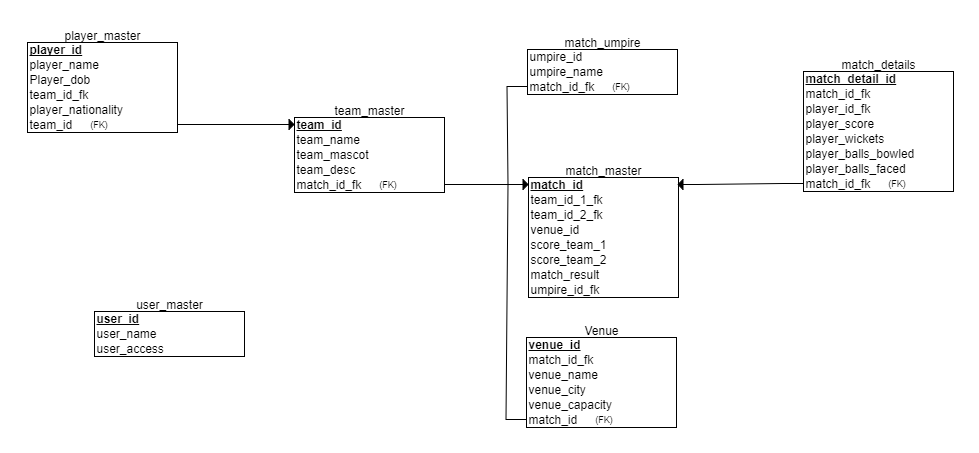 player_master
player_id
player_name
Player_dob
team_id_fk
player_nationality
team_id (FK)
team_master
team_id
team_name
team_mascot
team_desc
match_id_fk (FK)
match_umpire
umpire_id
umpire_name
match_id_fk (FK)
match_details
match_detail_id
match_id_fk
player_id_fk
player_score
player_wickets
player_balls_bowled
player_balls_faced
match_id_fk (FK)
match_master
match_id
team_id_1_fk
team_id_2_fk
venue_id
score_team_1
score_team_2
match_result
umpire_id_fk
user_master
user_id
user_name
user_access
Venue
venue_id
match_id_fk
venue_name
venue_city
venue_capacity
match_id (FK)